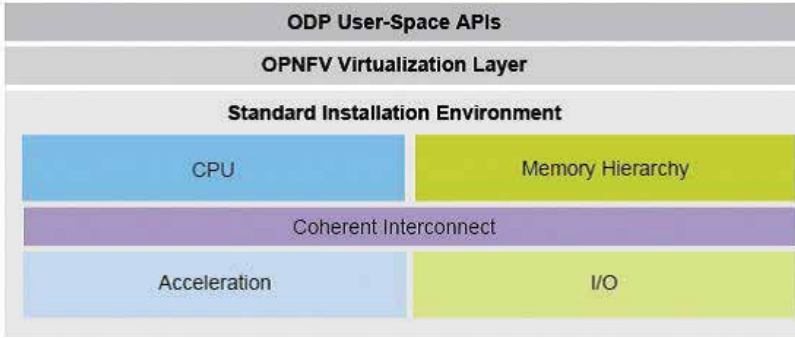 ODP User-Space APIs
OPNFV Virtualization Layer
Standard Installation Environment
CPU
Memory Hierarchy
Coherent Interconnect
Acceleration
I/O